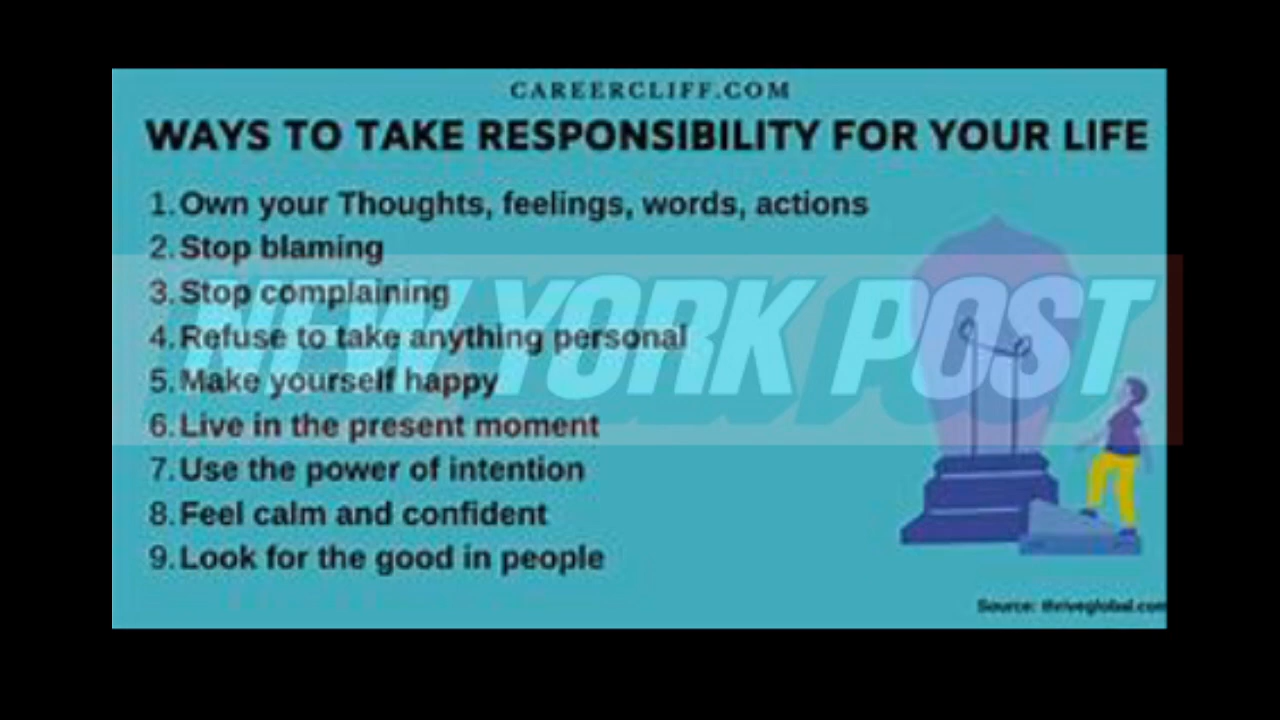 CAREERCLIFF.COM
WAYS TO TAKE RESPONSIBILITY FOR YOUR LIFE
1. Own your Thoughts, feelings, words, actions
2. Stop blaming
3. Stop complaining
NEW YORK POST
4. Refuse to take anything personal
5. Make yourself happy
6. Live in the present moment
7. Use the power of intention
8. Feel calm and confident
9. Look for the good in people
Source: thriveglobal.com